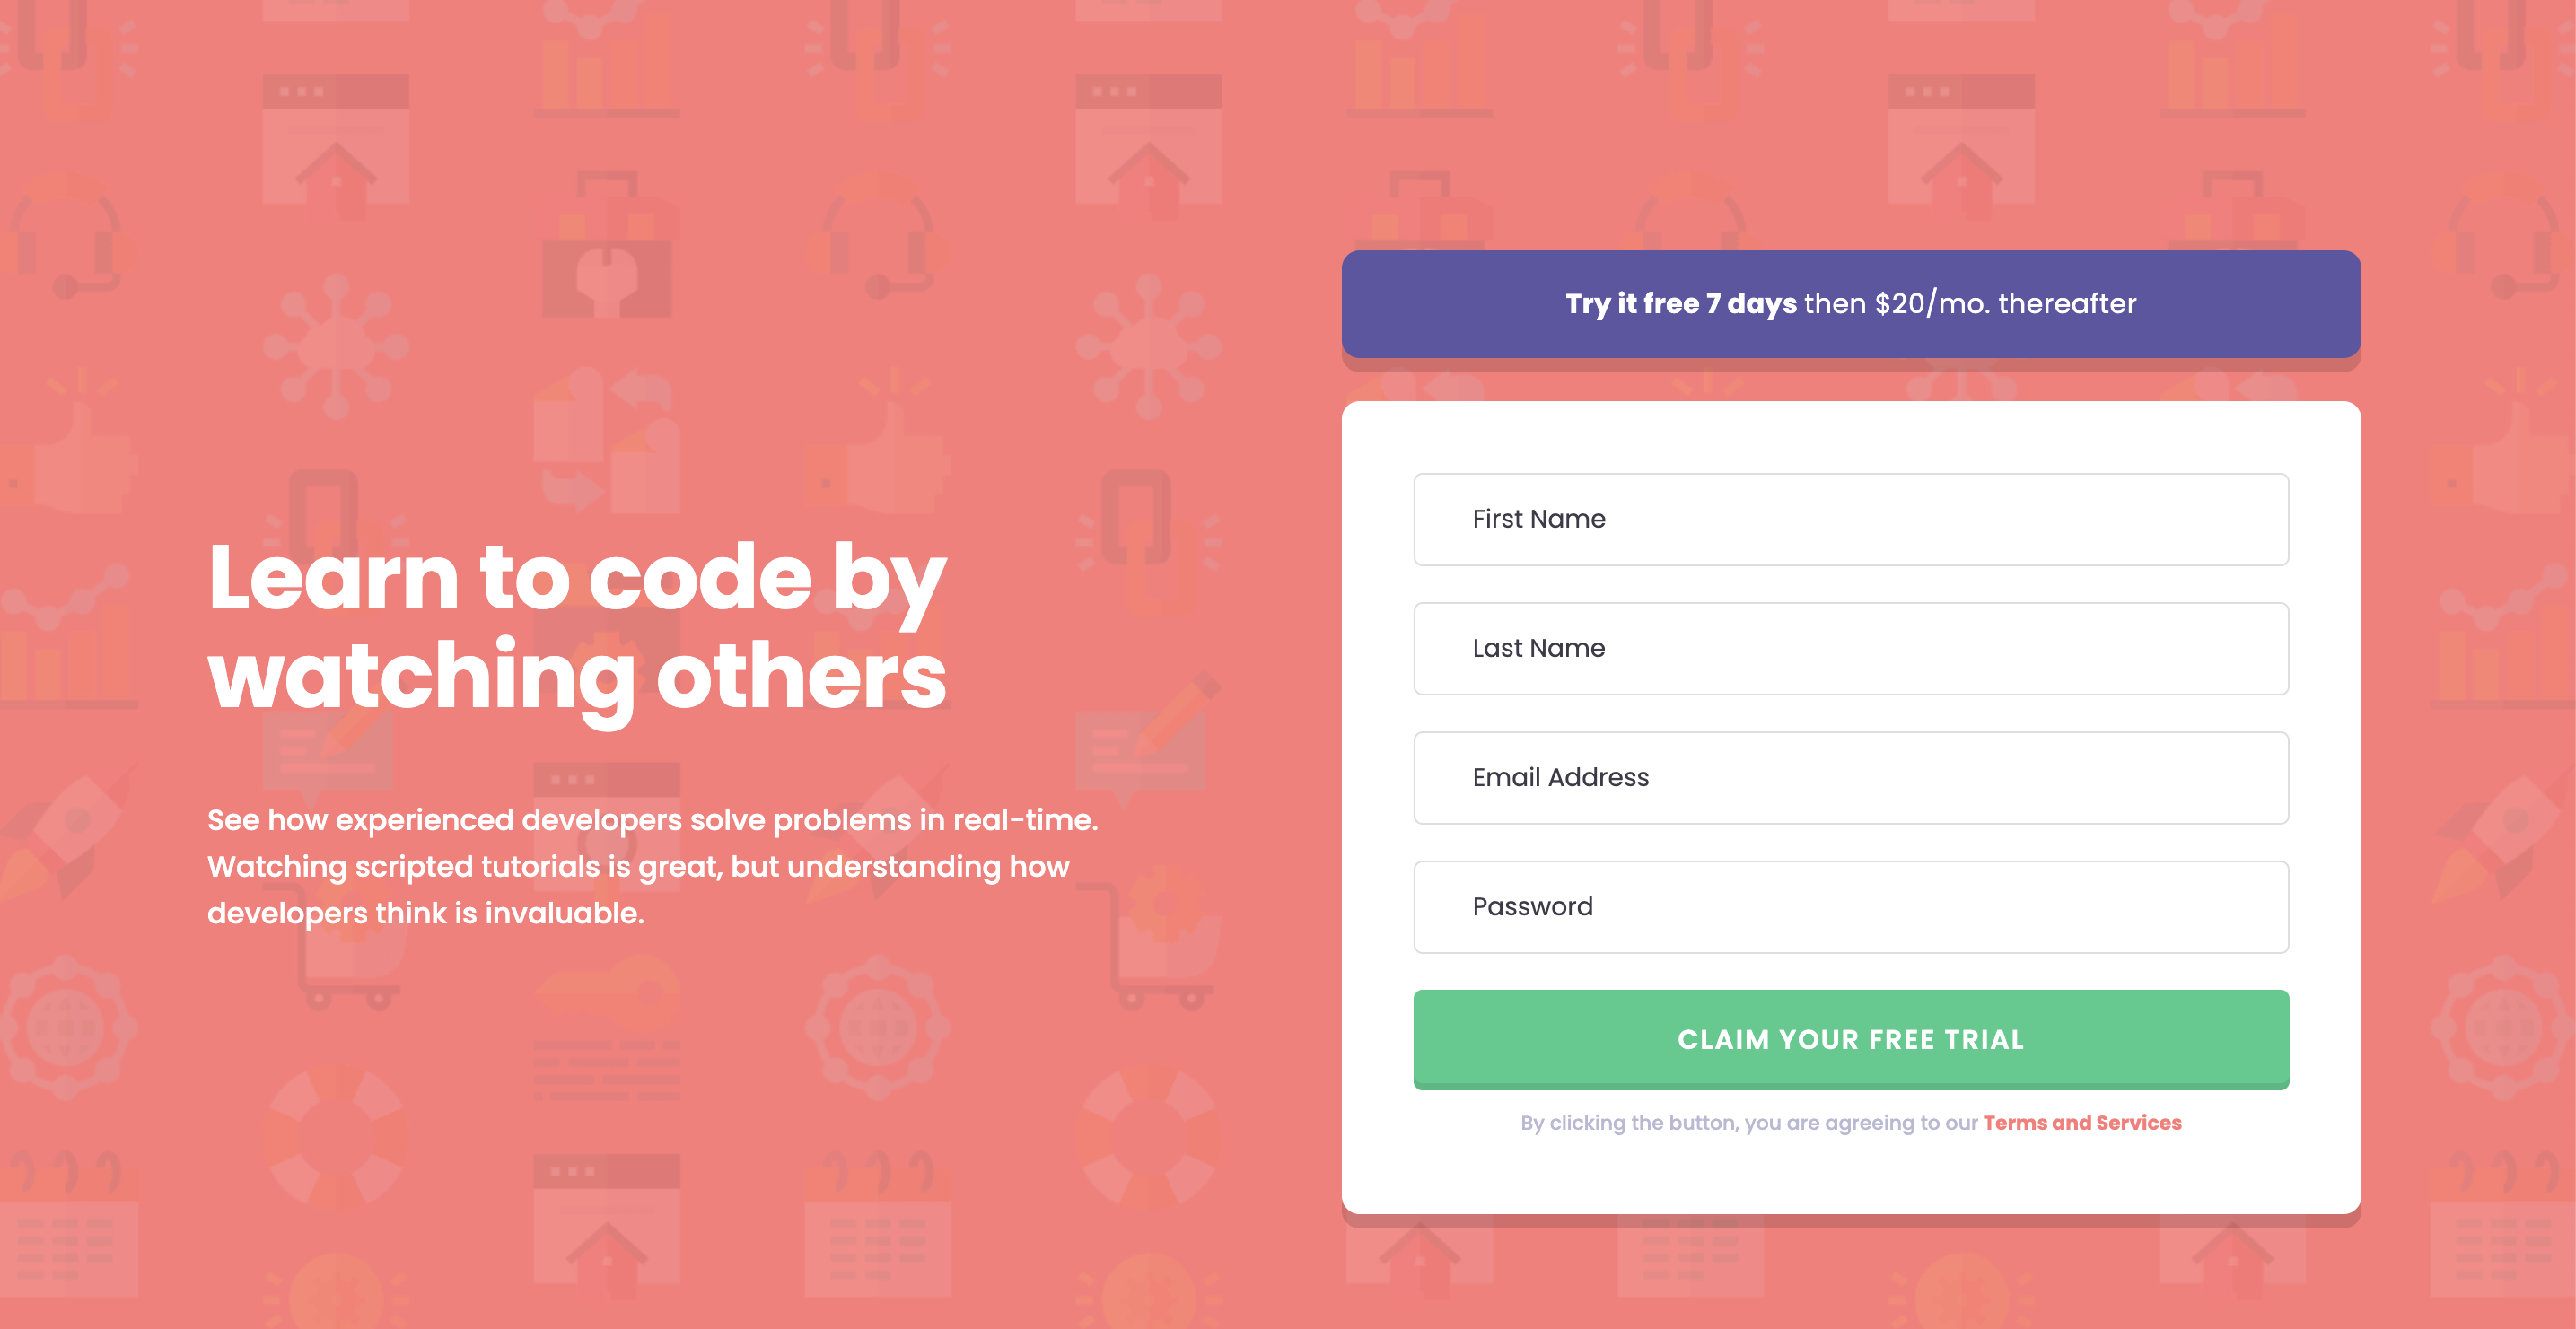 Learn to code by
watching others
See how experienced developers solve problems in real-time.
Watching scripted tutorials is great, but understanding how
developers think is invaluable.
Try it free 7 days then $20/mo. thereafter
First Name
Last Name
Email Address
Password
CLAIM YOUR FREE TRIAL
By clicking the button, you are agreeing to our Terms and Services